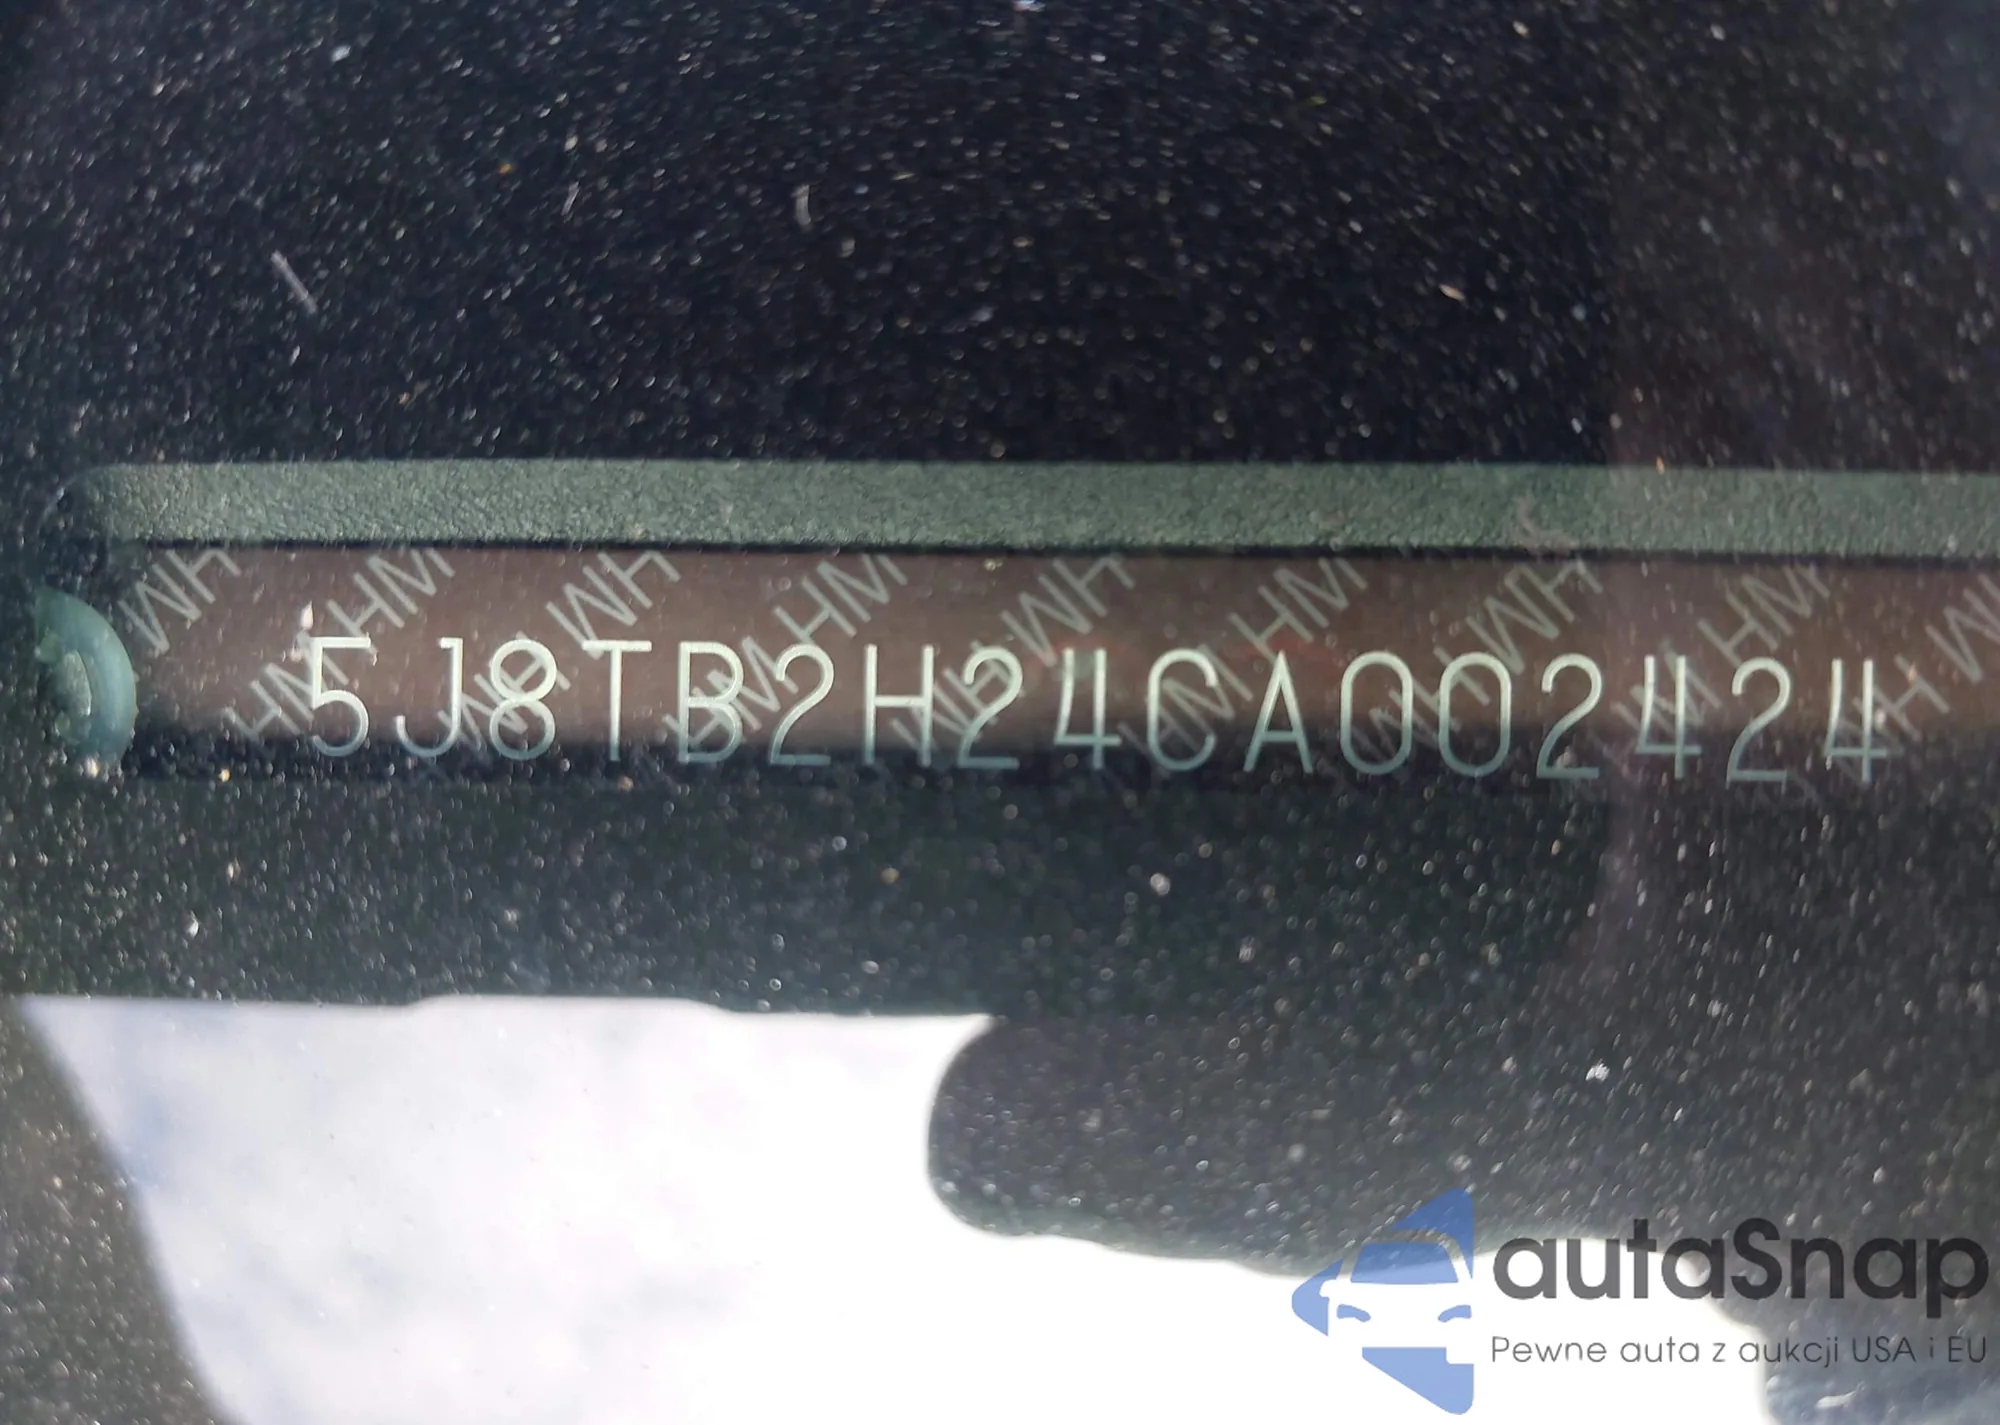 5J8TB2H24CA002424
autaSnap
Pewne auta z aukcji USA i EU